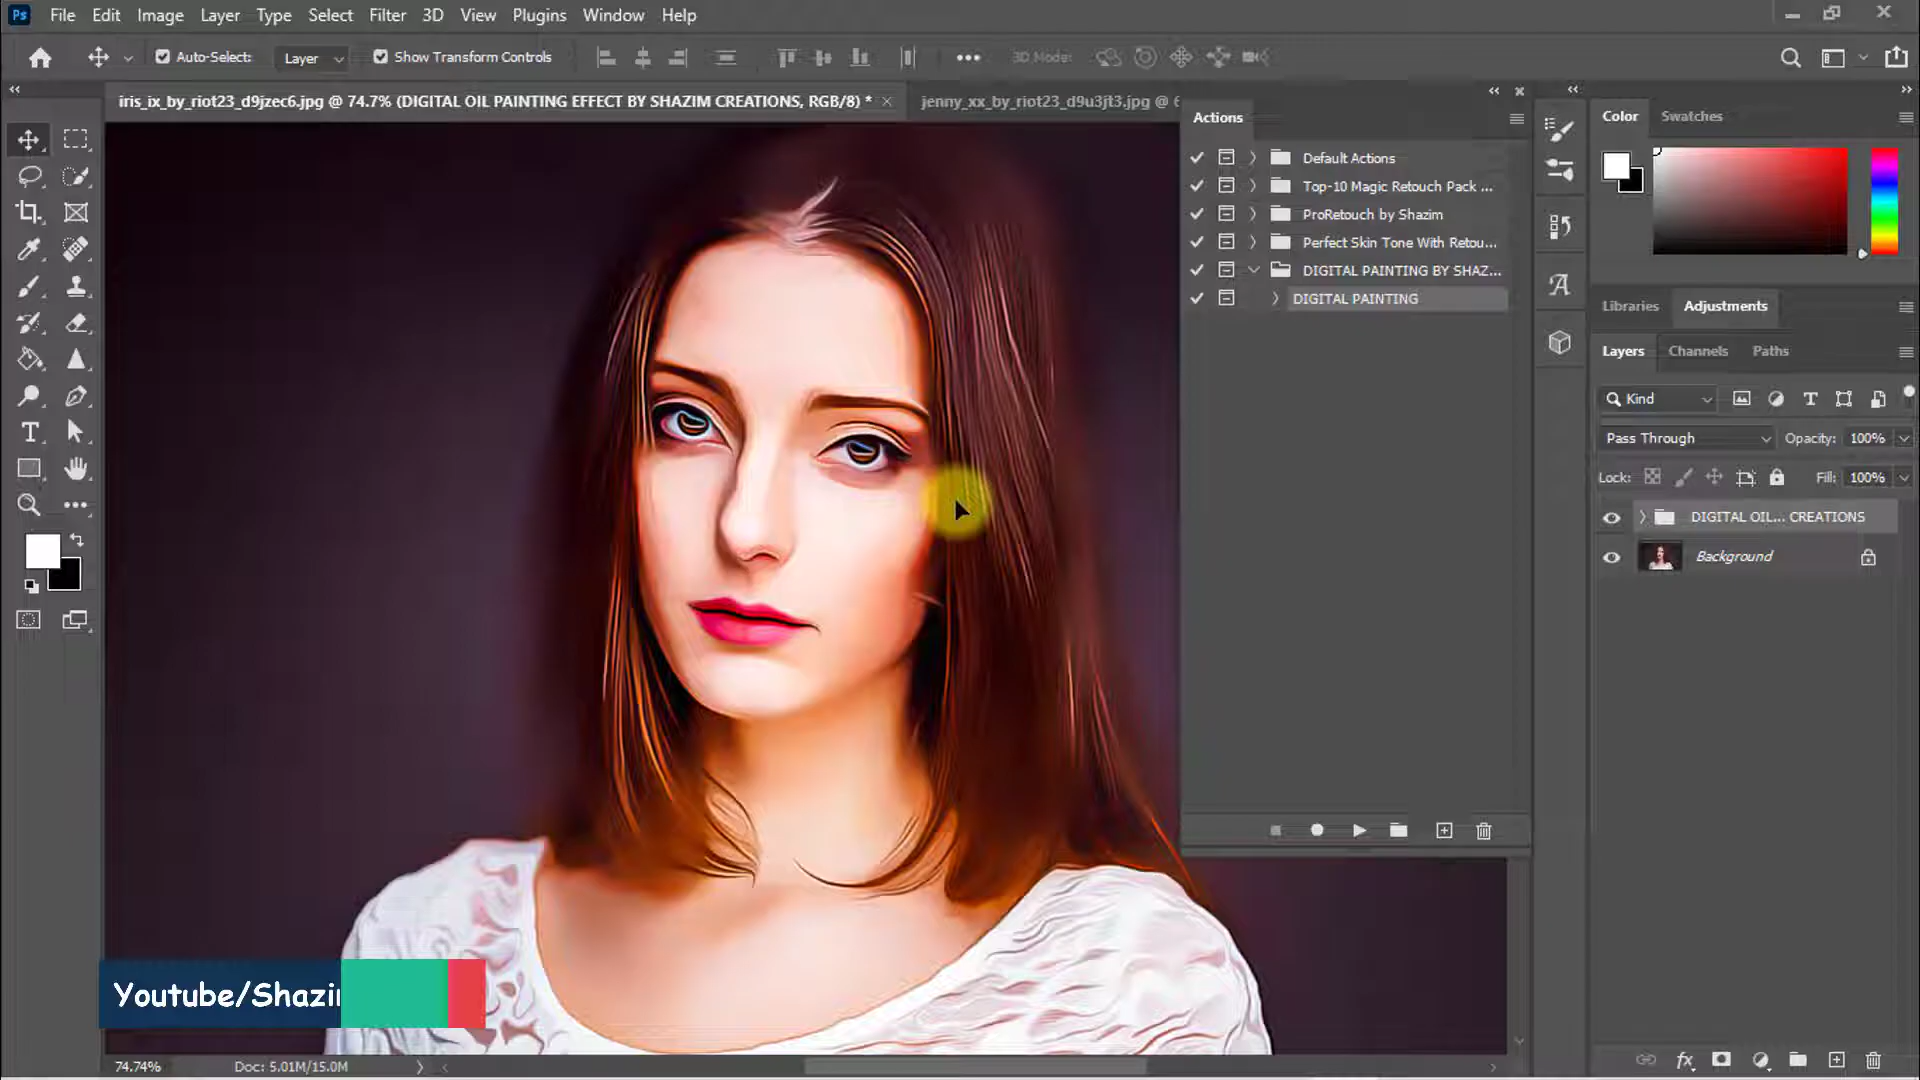 Ps File Edit Image Layer Type Select Filter 3D View Plugins Window Help
Auto-Select: Layer Show Transform Controls 3D Mode:
iris_ix_by_riot23_d9jzec6.jpg @ 74.7% (DIGITAL OIL PAINTING EFFECT BY SHAZIM CREATIONS, RGB/8) * jenny_xx_by_riot23_d9u3jt3.jpg @ 6
Actions
Default Actions
Top-10 Magic Retouch Pack ...
ProRetouch by Shazim
Perfect Skin Tone With Retou...
DIGITAL PAINTING BY SHAZ...
DIGITAL PAINTING
Color Swatches
Libraries Adjustments
Layers Channels Paths
Kind
Pass Through Opacity: 100%
Lock: Fill: 100%
DIGITAL OIL... CREATIONS
Background
Youtube/Shazi
74.74% Doc: 5.01M/15.0M